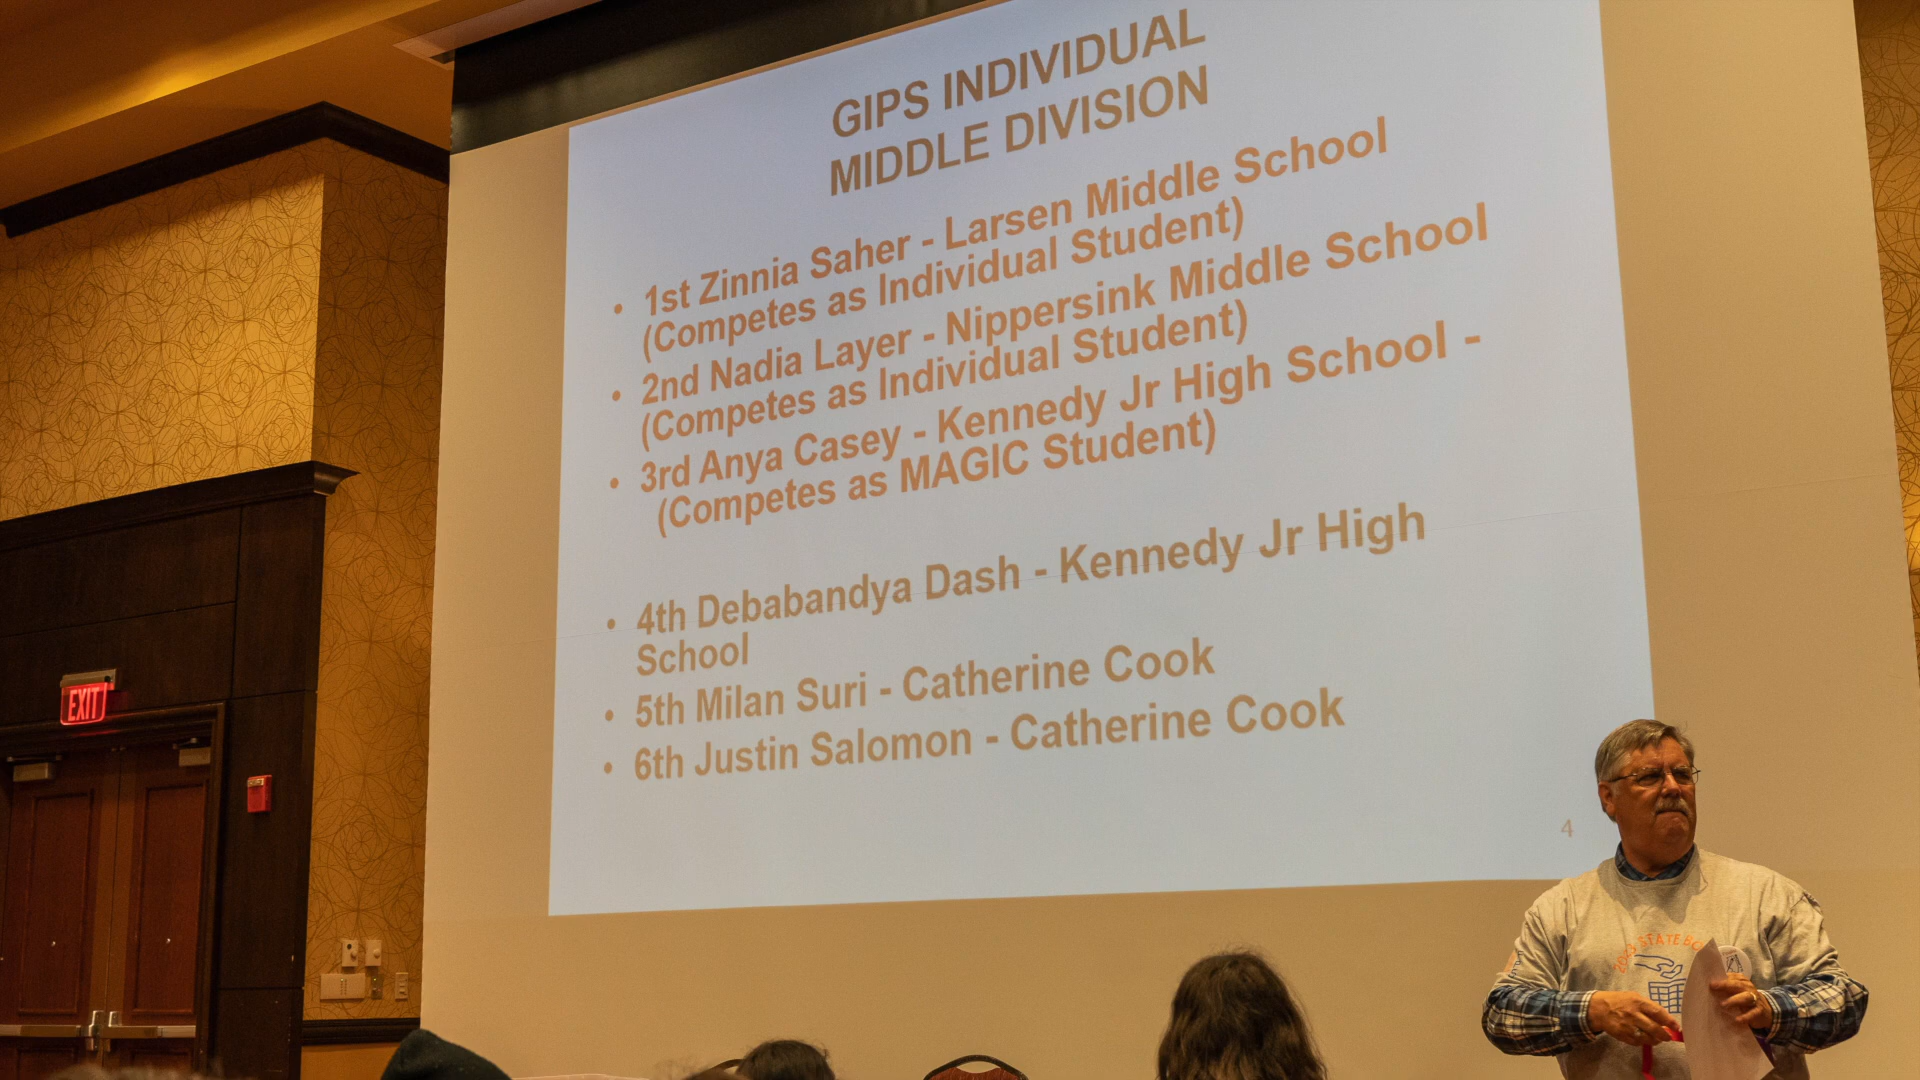 GIPS INDIVIDUAL
MIDDLE DIVISION
• 1st Zinnia Saher - Larsen Middle School
(Competes as Individual Student)
• 2nd Nadia Layer - Nippersink Middle School
(Competes as Individual Student)
• 3rd Anya Casey - Kennedy Jr High School -
(Competes as MAGIC Student)
• 4th Debabandya Dash - Kennedy Jr High
School
• 5th Milan Suri - Catherine Cook
• 6th Justin Salomon - Catherine Cook
4
EXIT
STATE